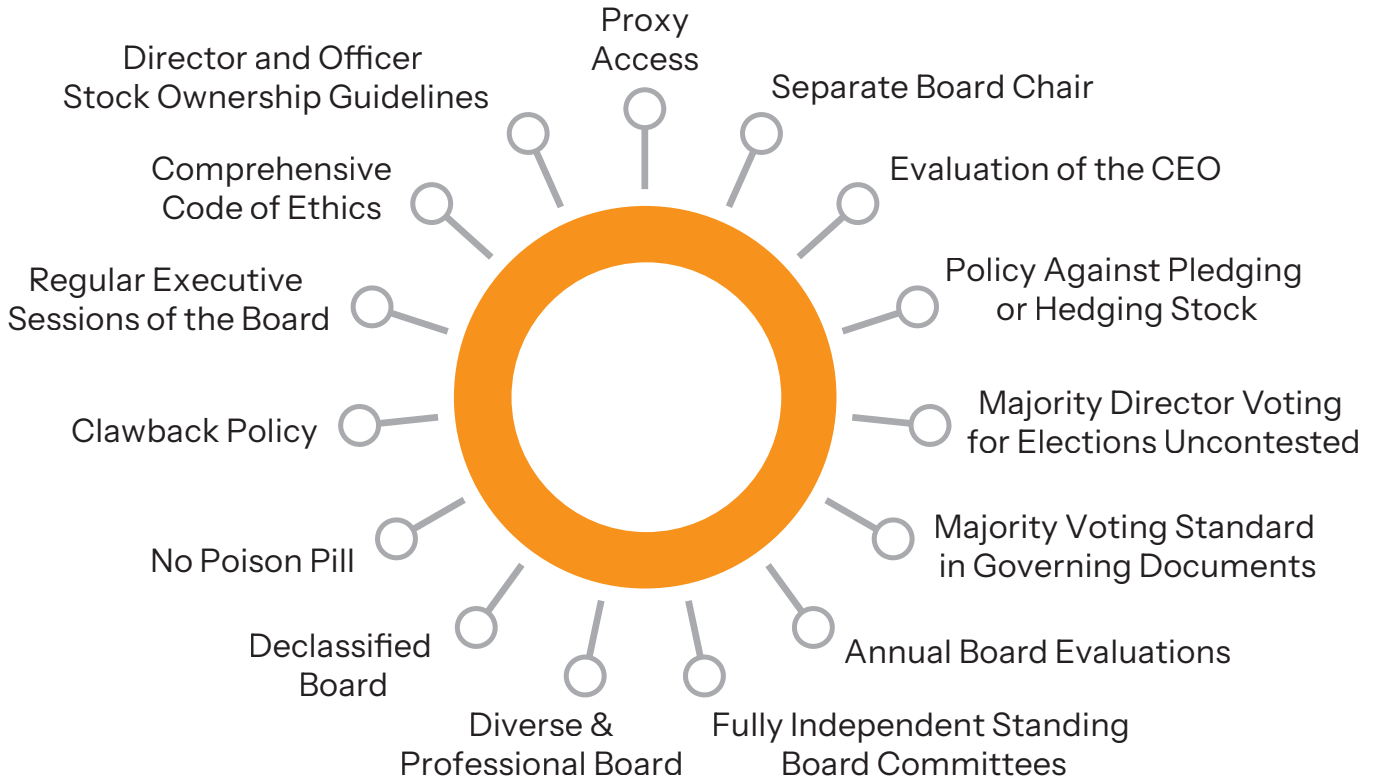 Proxy
Access
Separate Board Chair
Evaluation of the CEO
Policy Against Pledging
or Hedging Stock
Majority Director Voting
for Elections Uncontested
Majority Voting Standard
in Governing Documents
Annual Board Evaluations
Fully Independent Standing
Board Committees
Diverse &
Professional Board
Declassified
Board
No Poison Pill
Clawback Policy
Regular Executive
Sessions of the Board
Comprehensive
Code of Ethics
Director and Officer
Stock Ownership Guidelines